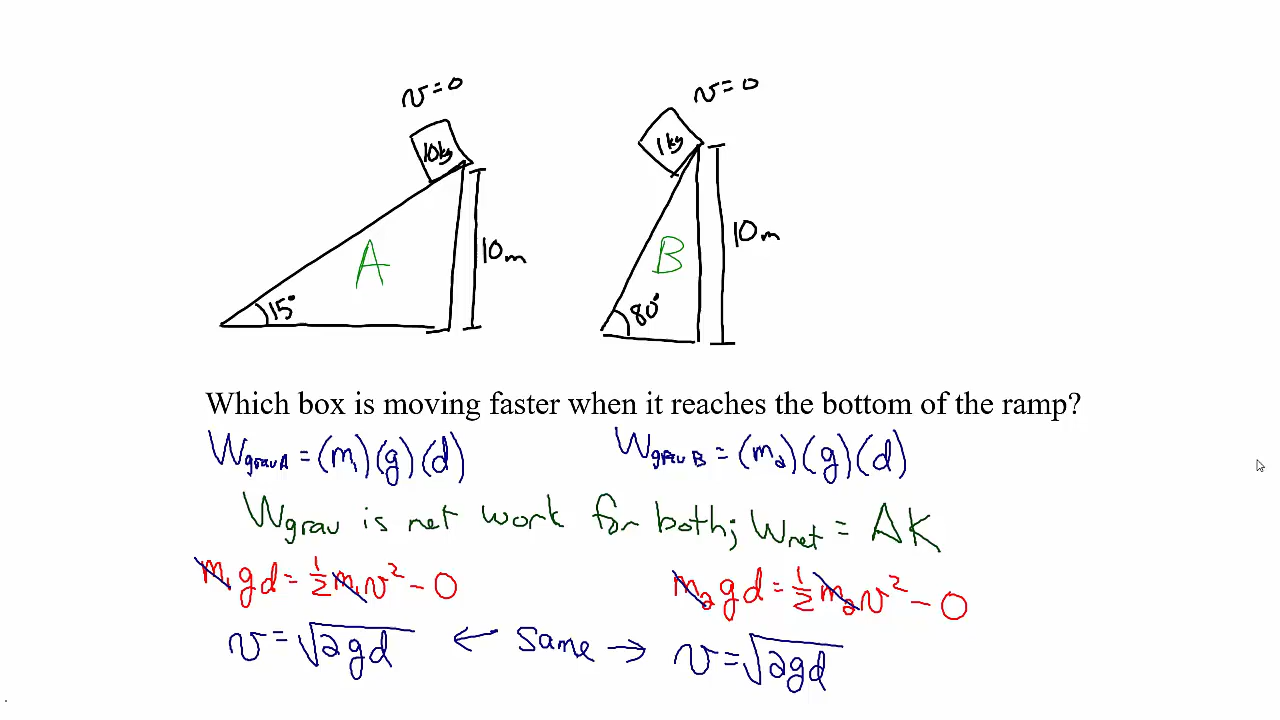 v=0 v=0
10kg 1kg
10m 10m
A B
15° 80°
Which box is moving faster when it reaches the bottom of the ramp?
WgravA = (m₁)(g)(d) WgravB = (m₂)(g)(d)
Wgrav is net work for both; Wnet = ΔK
m₁gd = ½m₁v² - 0 m₂gd = ½m₂v² - 0
v = √2gd ← same → v = √2gd